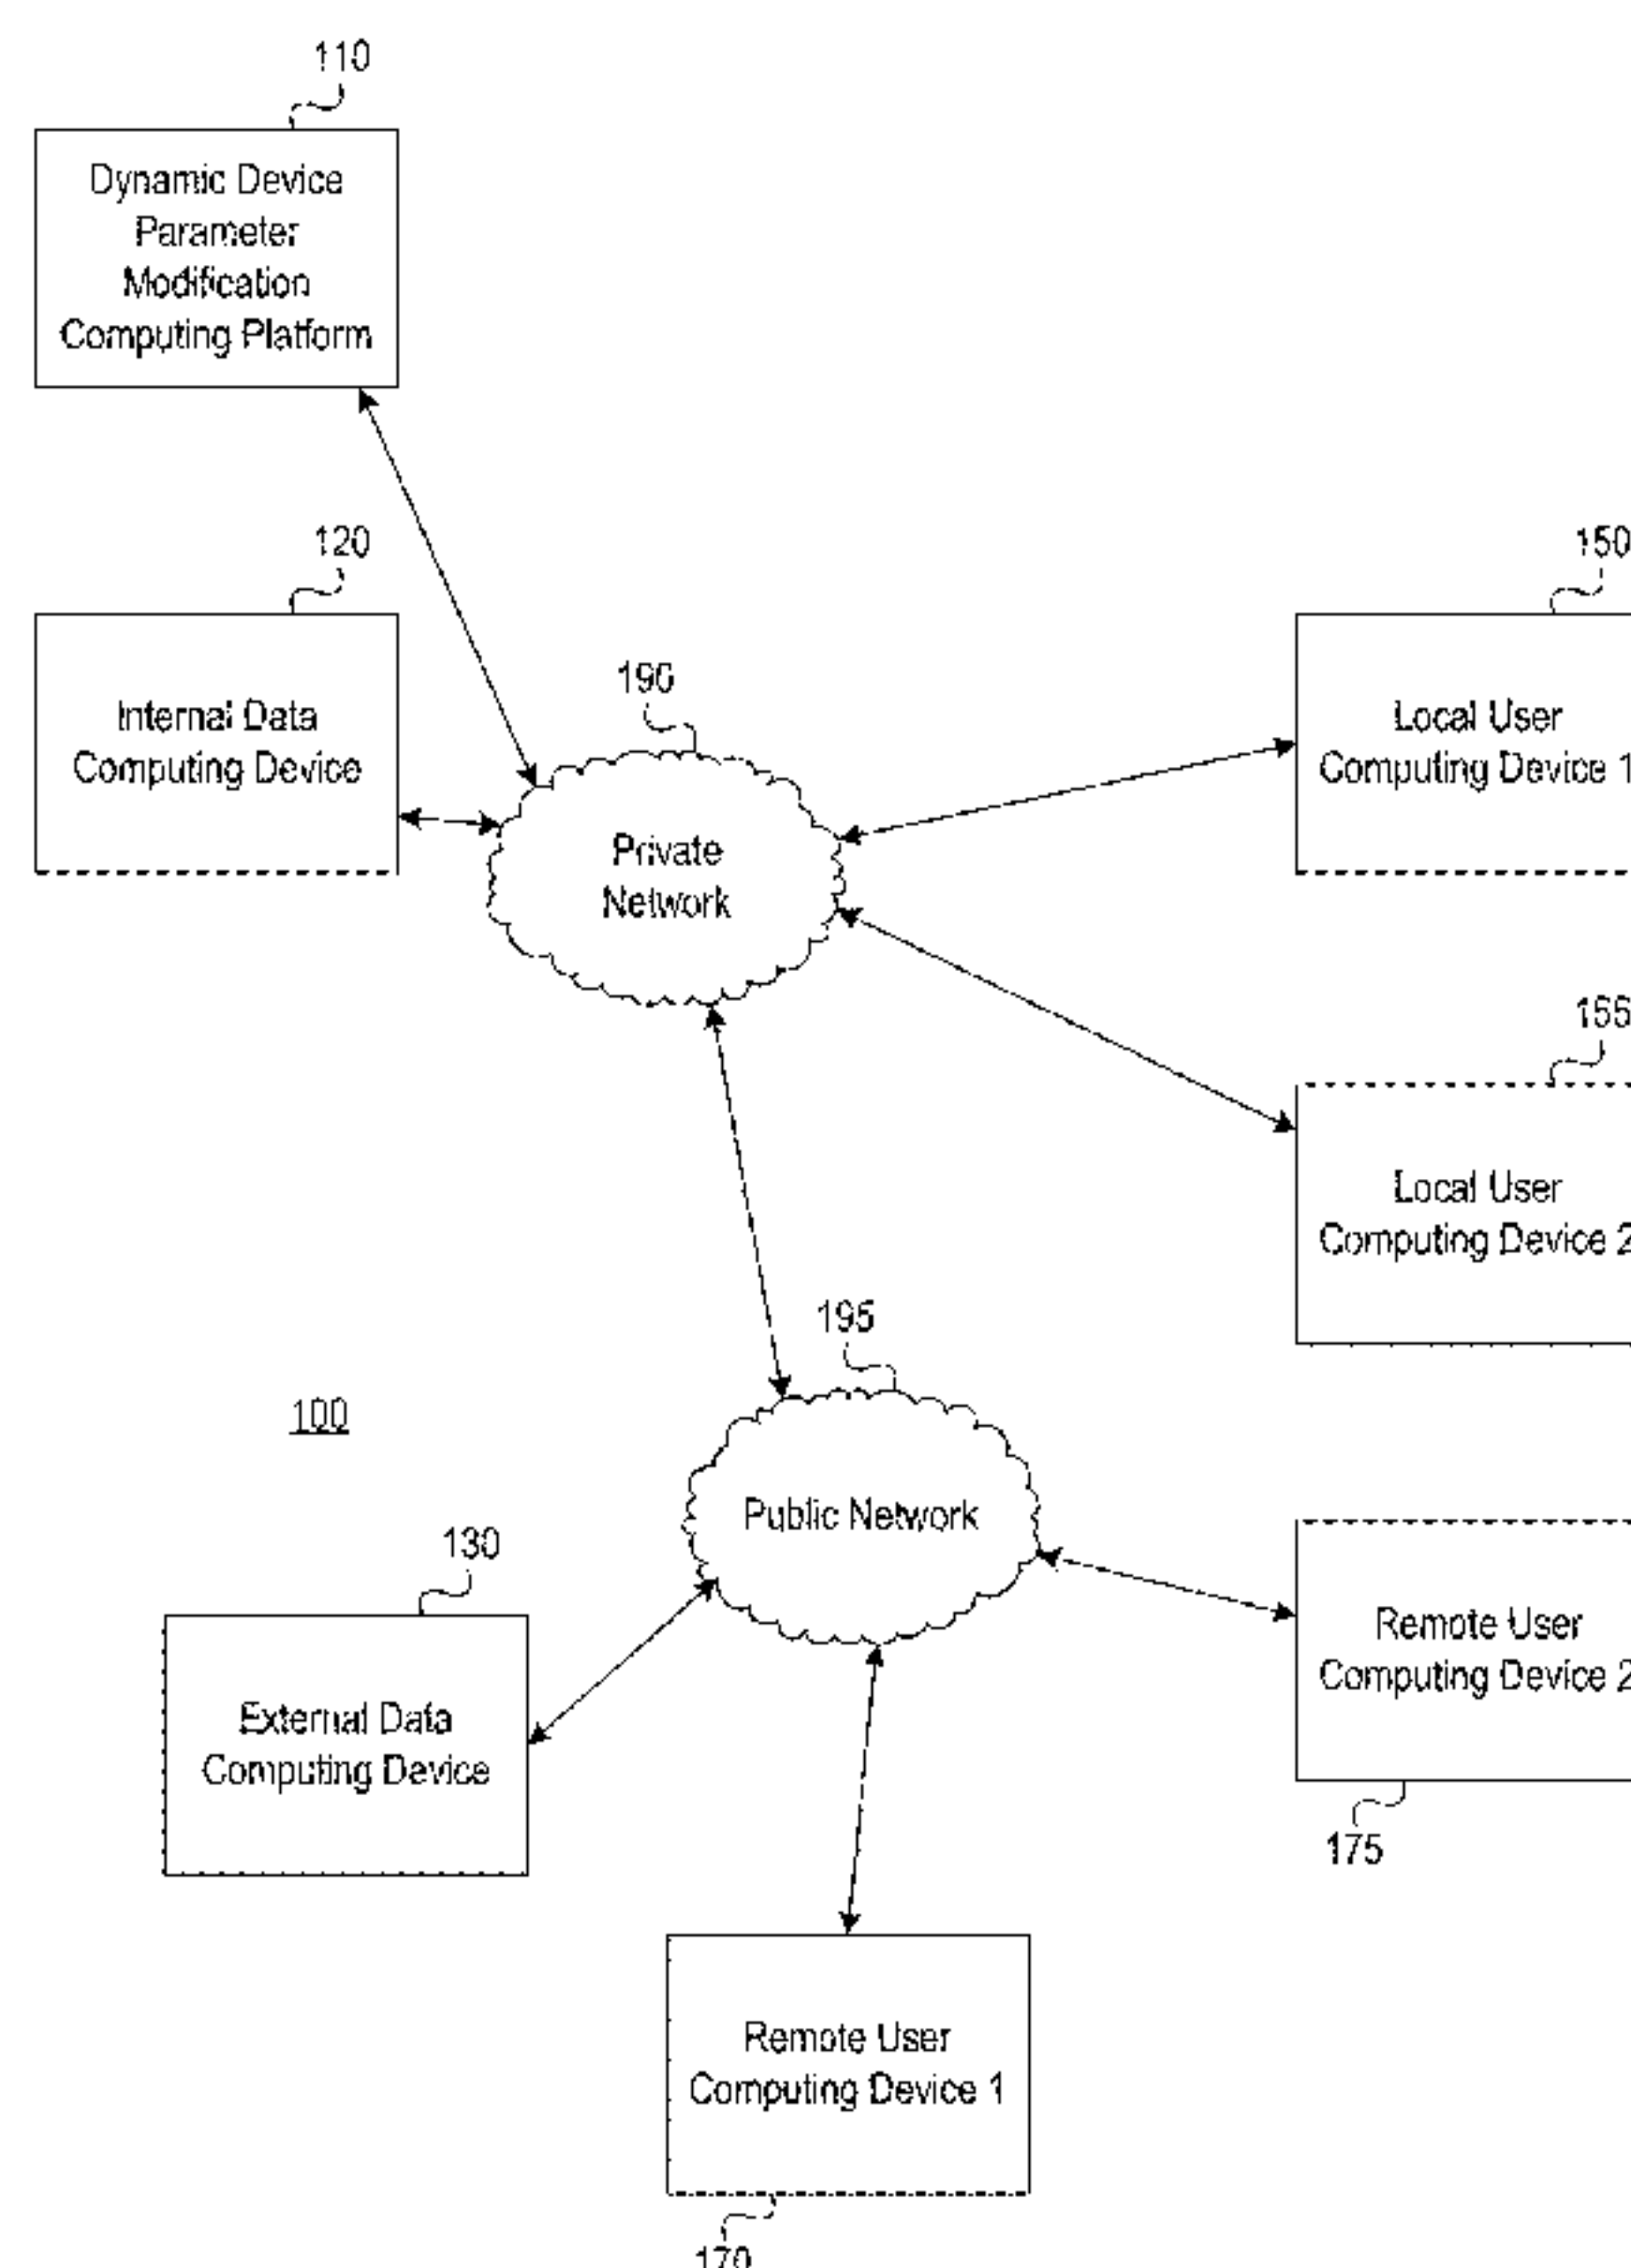 110
Dynamic Device
Parameter
Modification
Computing Platform
120
Internal Data
Computing Device
190
Private
Network
150
Local User
Computing Device 1
155
Local User
Computing Device 2
195
Public Network
100
130
External Data
Computing Device
Remote User
Computing Device 2
175
Remote User
Computing Device 1
170